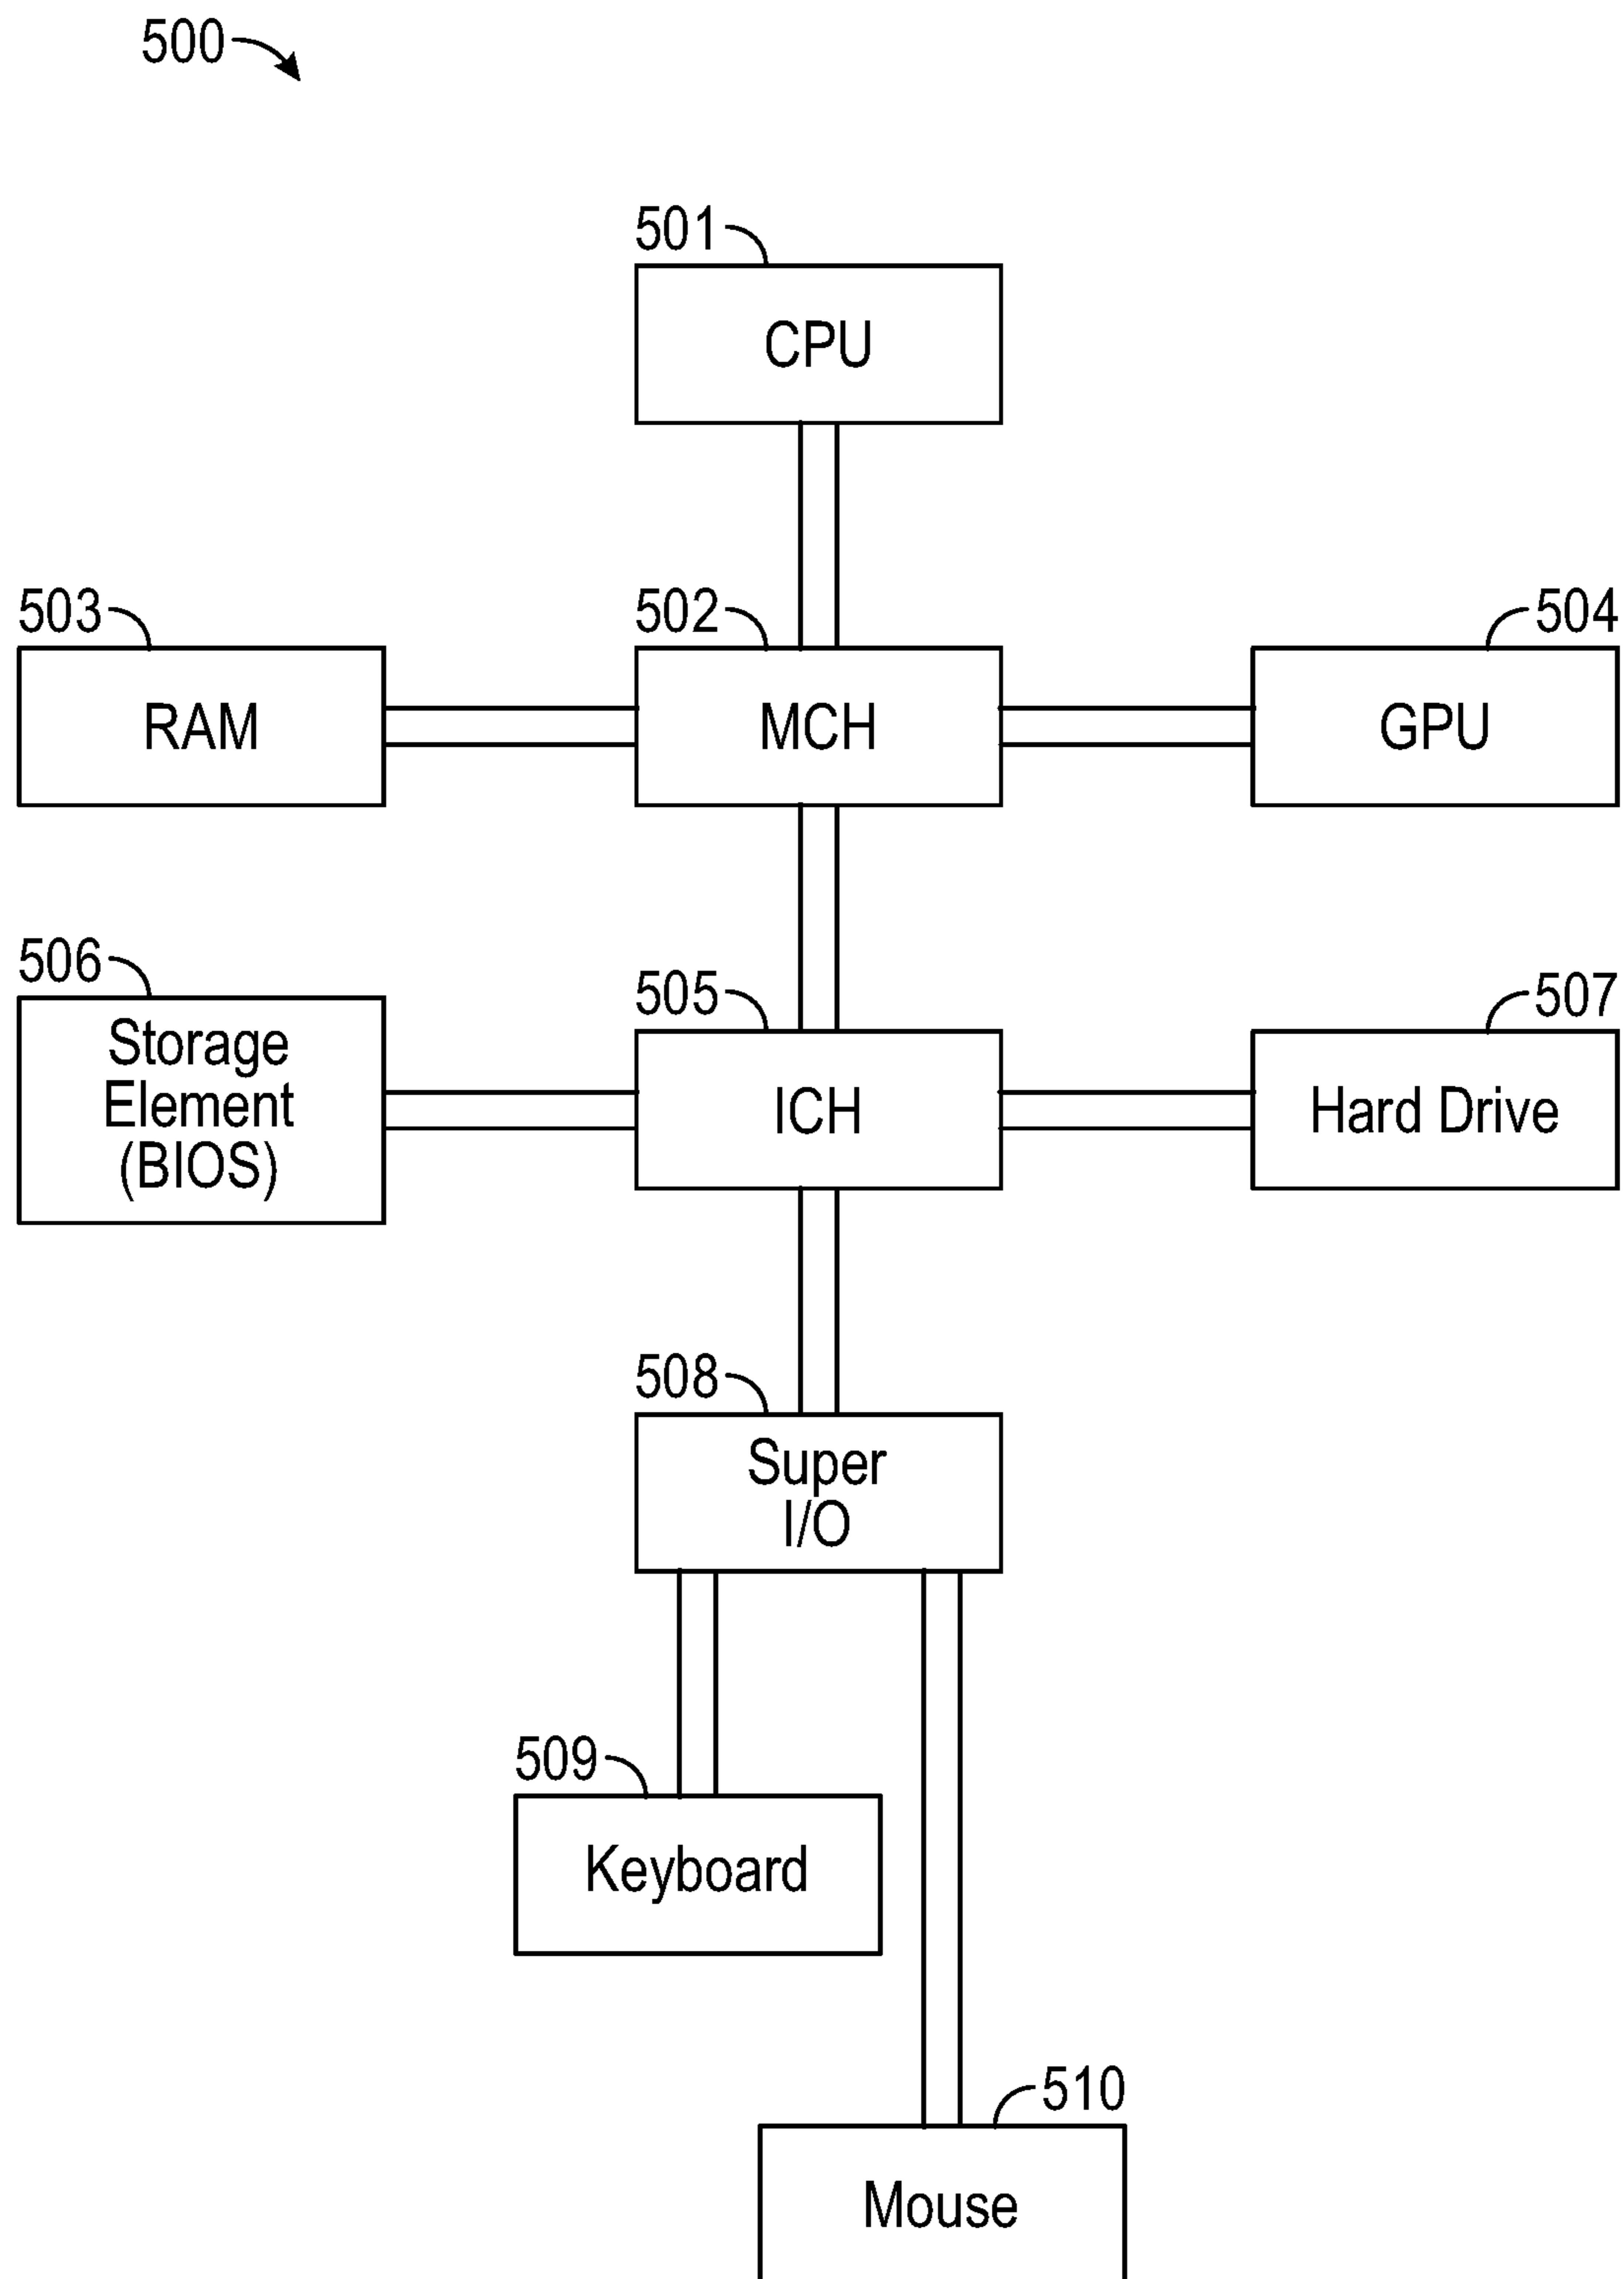 500
501
CPU
503
502
504
RAM
MCH
GPU
506
505
507
Storage
Element
(BIOS)
ICH
Hard Drive
508
Super
I/O
509
Keyboard
510
Mouse